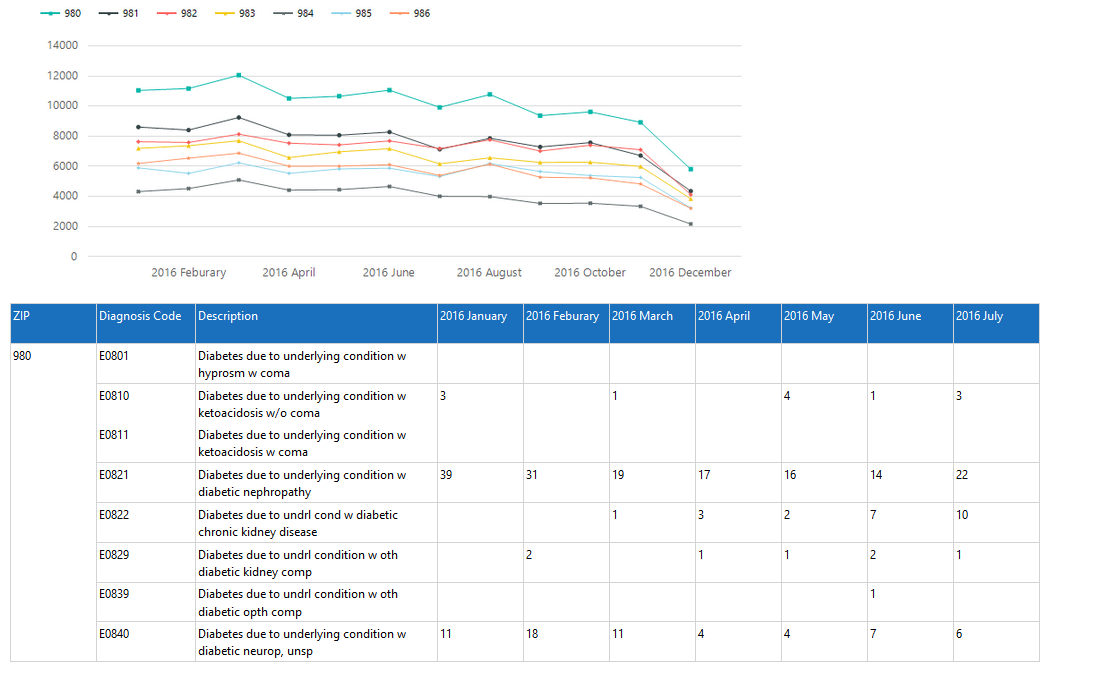 980 981 982 983 984 985 986
14000
12000
10000
8000
6000
4000
2000
0
2016 Feburary 2016 April 2016 June 2016 August 2016 October 2016 December
ZIP Diagnosis Code Description 2016 January 2016 Feburary 2016 March 2016 April 2016 May 2016 June 2016 July
980 E0801 Diabetes due to underlying condition w
hyprosm w coma
E0810 Diabetes due to underlying condition w 3 1 4 1 3
ketoacidosis w/o coma
E0811 Diabetes due to underlying condition w
ketoacidosis w coma
E0821 Diabetes due to underlying condition w 39 31 19 17 16 14 22
diabetic nephropathy
E0822 Diabetes due to undrl cond w diabetic 1 3 2 7 10
chronic kidney disease
E0829 Diabetes due to undrl condition w oth 2 1 1 2 1
diabetic kidney comp
E0839 Diabetes due to undrl condition w oth 1
diabetic opth comp
E0840 Diabetes due to underlying condition w 11 18 11 4 4 7 6
diabetic neurop, unsp